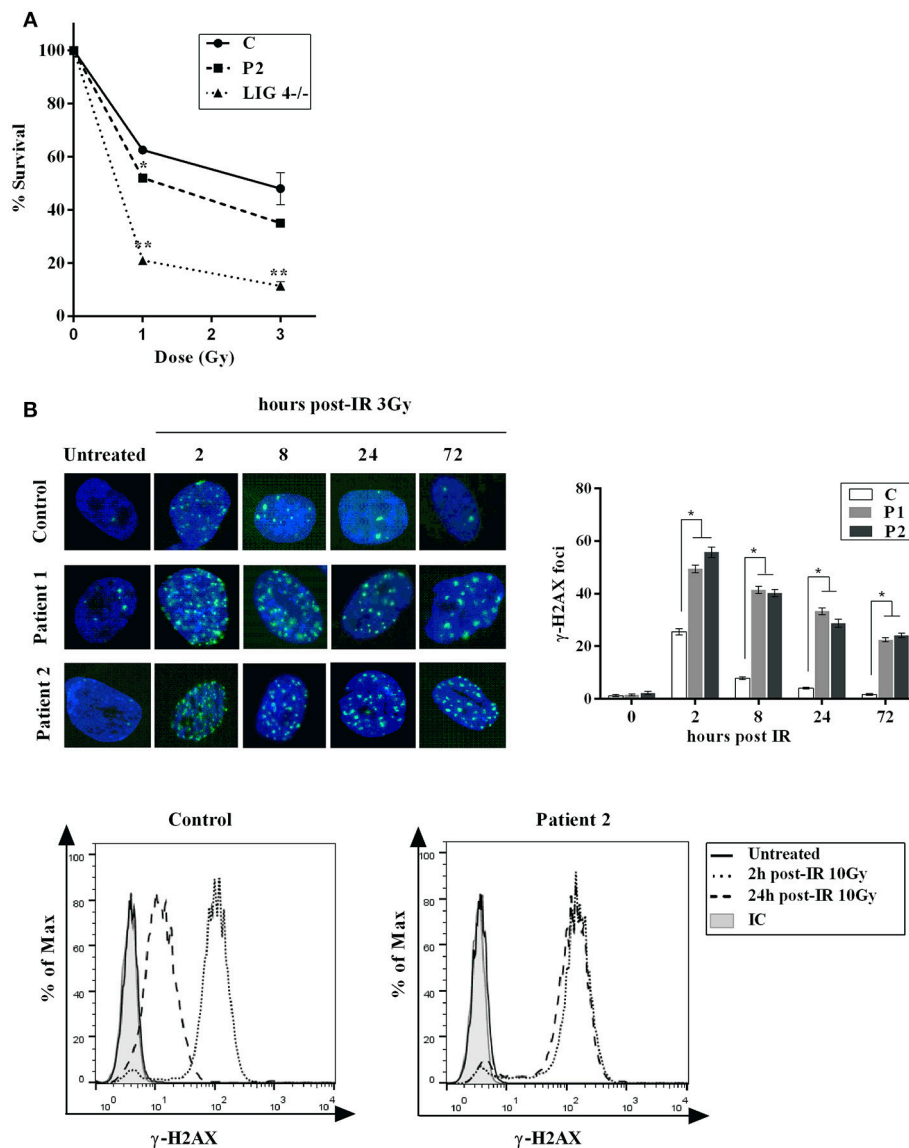 A
C
P2
LIG 4-/-
100
80
60
40
20
0
% Survival
*
**
**
0 1 2 3
Dose (Gy)
B
hours post-IR 3Gy
Untreated 2 8 24 72
Control
Patient 1
Patient 2
C
P1
P2
80
60
40
20
0
γ-H2AX foci
* * * *
0 2 8 24 72
hours post IR
Control
100
80
60
40
20
0
% of Max
10⁰ 10¹ 10² 10³ 10⁴
γ-H2AX
Patient 2
100
80
60
40
20
0
% of Max
10⁰ 10¹ 10² 10³ 10⁴
γ-H2AX
Untreated
2h post-IR 10Gy
24h post-IR 10Gy
IC